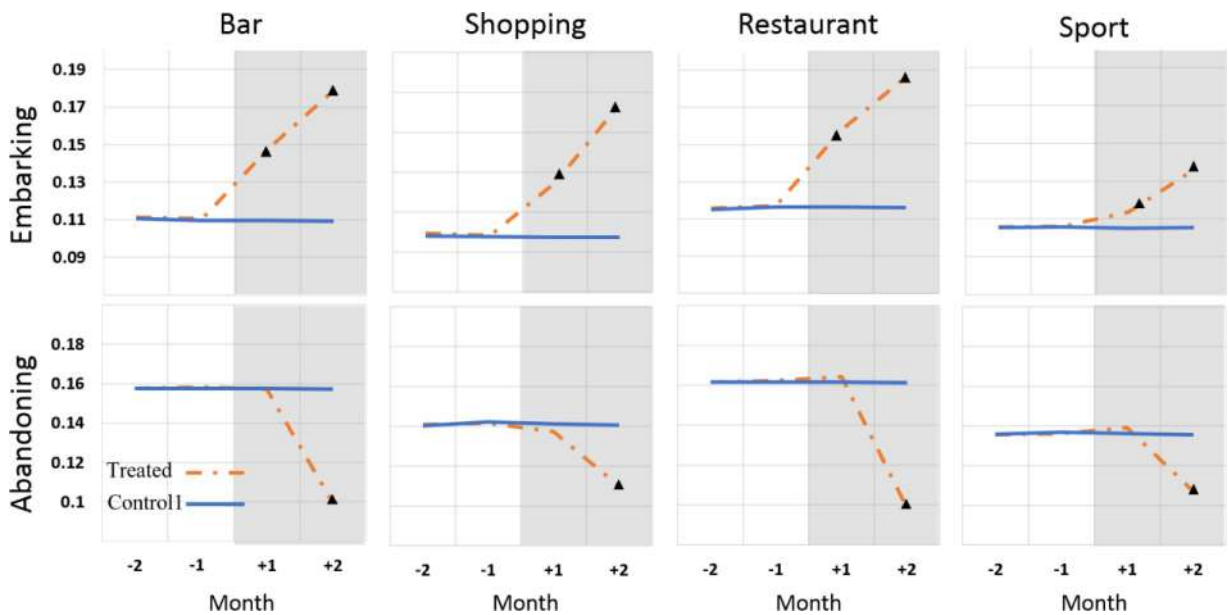 Bar Shopping Restaurant Sport
Embarking
0.19
0.17
0.15
0.13
0.11
0.09
Abandoning
0.18
0.16
0.14
0.12
0.1
Treated
Control1
-2 -1 +1 +2 -2 -1 +1 +2 -2 -1 +1 +2 -2 -1 +1 +2
Month Month Month Month